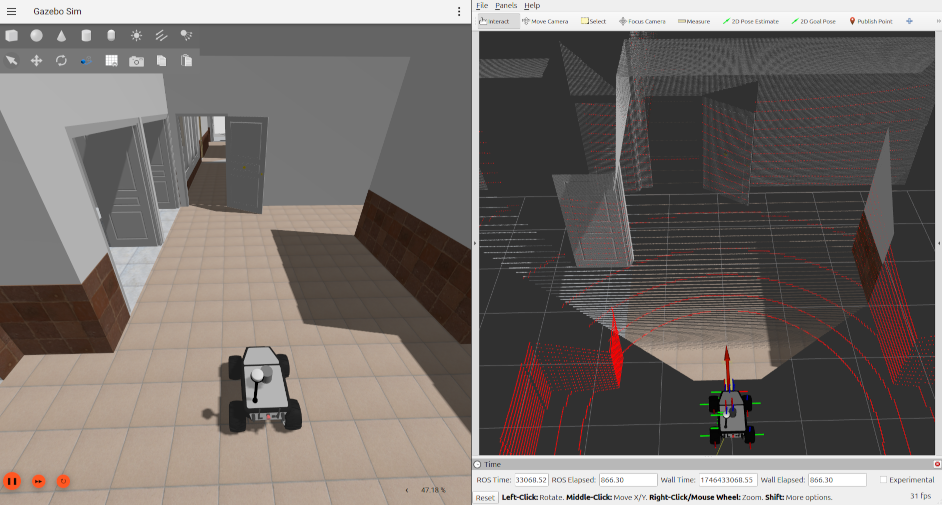 Gazebo Sim
47.18 %
File Panels Help
Interact Move Camera Select Focus Camera Measure 2D Pose Estimate 2D Goal Pose Publish Point
Time
ROS Time: 33068.52 ROS Elapsed: 866.30 Wall Time: 1746433068.55 Wall Elapsed: 866.30 Experimental
Reset Left-Click: Rotate. Middle-Click: Move X/Y. Right-Click/Mouse Wheel: Zoom. Shift: More options. 31 fps